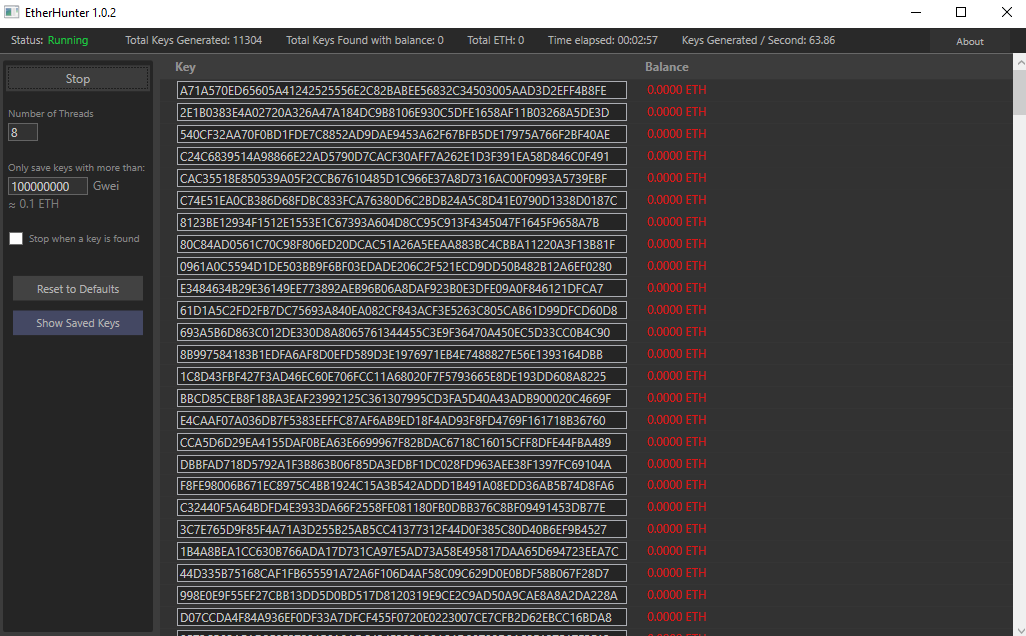 EtherHunter 1.0.2
Status: Running Total Keys Generated: 11304 Total Keys Found with balance: 0 Total ETH: 0 Time elapsed: 00:02:57 Keys Generated / Second: 63.86 About
Stop
Number of Threads
8
Only save keys with more than:
100000000 Gwei
≈ 0.1 ETH
Stop when a key is found
Reset to Defaults
Show Saved Keys
Key Balance
A71A570ED65605A41242525556E2C82BABEE56832C34503005AAD3D2EFF4B8FE 0.0000 ETH
2E1B0383E4A02720A326A47A184DC9B8106E930C5DFE1658AF11B03268A5DE3D 0.0000 ETH
540CF32AA70F0BD1FDE7C8852AD9DAE9453A62F67BFB5DE17975A766F2BF40AE 0.0000 ETH
C24C6839514A98866E22AD5790D7CACF30AFF7A262E1D3F391EA58D846C0F491 0.0000 ETH
CAC35518E850539A05F2CCB67610485D1C966E37A8D7316AC00F0993A5739EBF 0.0000 ETH
C74E51EA0CB386D68FDBC833FCA76380D6C2BDB24A5C8D41E0790D1338D0187C 0.0000 ETH
8123BE12934F1512E1553E1C67393A604D8CC95C913F4345047F1645F9658A7B 0.0000 ETH
80C84AD0561C70C98F806ED20DCAC51A26A5EEAA883BC4CBBA11220A3F13B81F 0.0000 ETH
0961A0C5594D1DE503BB9F6BF03EDADE206C2F521ECD9DD50B482B12A6EF0280 0.0000 ETH
E3484634B29E36149EE773892AEB96B06A8DAF923B0E3DFE09A0F846121DFCA7 0.0000 ETH
61D1A5C2FD2FB7DC75693A840EA082CF843ACF3E5263C805CAB61D99DFCD60D8 0.0000 ETH
693A5B6D863C012DE330D8A8065761344455C3E9F36470A450EC5D33CC0B4C90 0.0000 ETH
8B997584183B1EDFA6AF8D0EFD589D3E1976971EB4E7488827E56E1393164DBB 0.0000 ETH
1C8D43FBF427F3AD46EC60E706FCC11A68020F7F5793665E8DE193DD608A8225 0.0000 ETH
BBCD85CEB8F18BA3EAF23992125C361307995CD3FA5D40A43ADB900020C4669F 0.0000 ETH
E4CAAF07A036DB7F5383EEFFC87AF6AB9ED18F4AD93F8FD4769F161718B36760 0.0000 ETH
CCA5D6D29EA4155DAF0BEA63E6699967F82BDAC6718C16015CFF8DFE44FBA489 0.0000 ETH
DBBFAD718D5792A1F3B863B06F85DA3EDBF1DC028FD963AEE38F1397FC69104A 0.0000 ETH
F8FE98006B671EC8975C4BB1924C15A3B542ADDD1B491A08EDD36AB5B74D8FA6 0.0000 ETH
C32440F5A64BDFD4E3933DA66F2558FE081180FB0DBB376C8BF09491453DB77E 0.0000 ETH
3C7E765D9F85F4A71A3D255B25AB5CC41377312F44D0F385C80D40B6EF9B4527 0.0000 ETH
1B4A8BEA1CC630B766ADA17D731CA97E5AD73A58E495817DAA65D694723EEA7C 0.0000 ETH
44D335B75168CAF1FB655591A72A6F106D4AF58C09C629D0E0BDF58B067F28D7 0.0000 ETH
998E0E9F55EF27CBB13DD5D0BD517D8120319E9CE2C9AD50A9CAE8A8A2DA228A 0.0000 ETH
D07CCDA4F84A936EF0DF33A7DFCF455F0720E0223007CE7CFB2D62EBCC16BDA8 0.0000 ETH